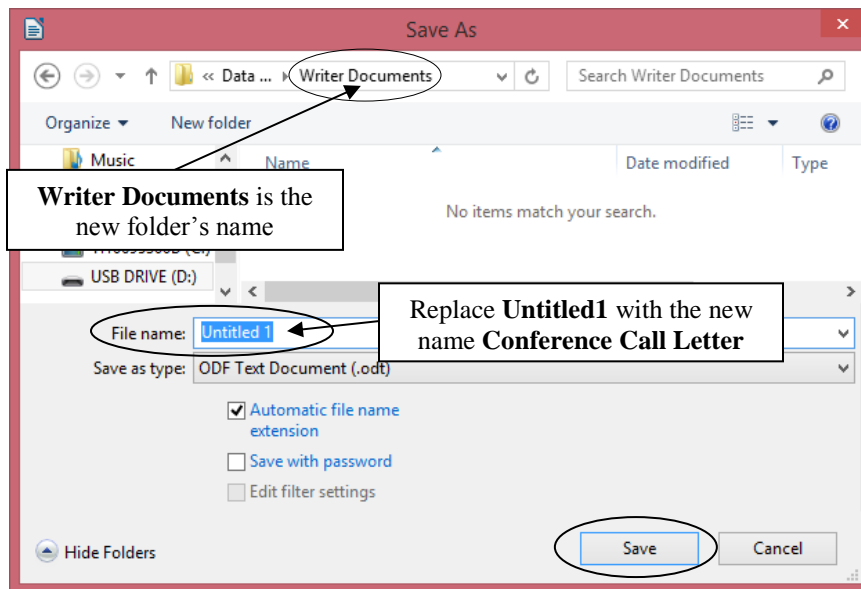 Save As
« Data ... Writer Documents
Search Writer Documents
Organize
New folder
Music
Name
Date modified
Type
Writer Documents is the
new folder's name
No items match your search.
USB DRIVE (D:)
Replace Untitled1 with the new
name Conference Call Letter
File name: Untitled 1
Save as type: ODF Text Document (.odt)
Automatic file name
extension
Save with password
Edit filter settings
Hide Folders
Save
Cancel